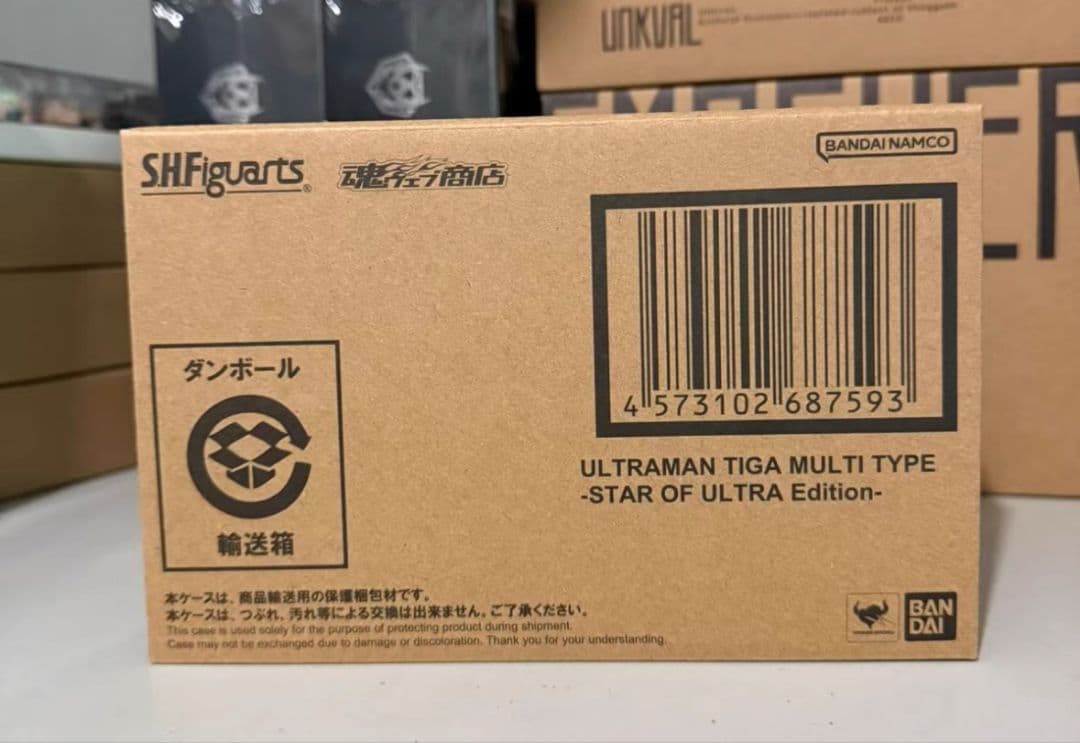 UNKVAL
S.H.Figuarts®
魂ウェブ商店
BANDAI NAMCO
4 573102 687593
ULTRAMAN TIGA MULTI TYPE
-STAR OF ULTRA Edition-
ダンボール
輸送箱
本ケースは、商品輸送用の保護梱包材です。
本ケースは、つぶれ、汚れ等による交換は出来ません。ご了承ください。
This case is used solely for the purpose of protecting product during shipment.
Case may not be exchanged due to damage or discoloration. Thank you for your understanding.
BAN
DAI